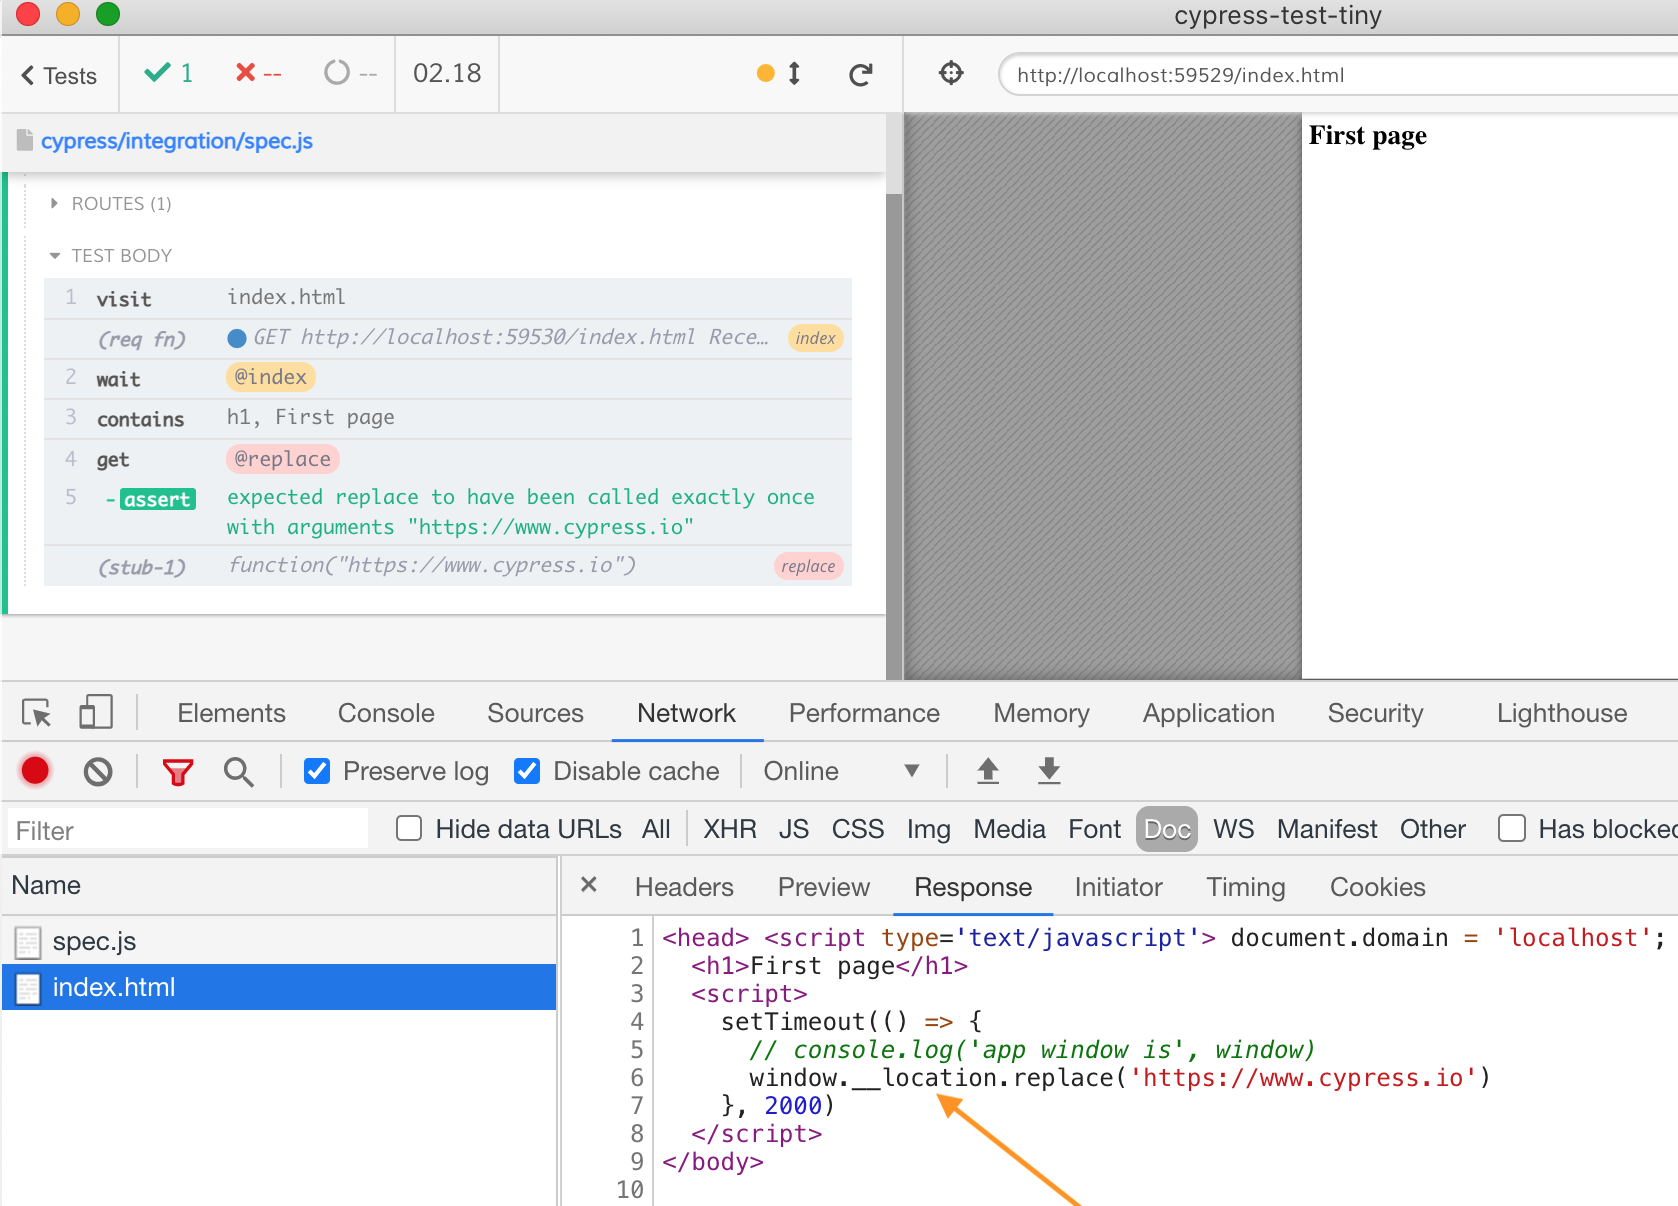 cypress-test-tiny
Tests 1 -- -- 02.18
http://localhost:59529/index.html
cypress/integration/spec.js
First page
ROUTES (1)
TEST BODY
1 visit index.html
(req fn) GET http://localhost:59530/index.html Rece… index
2 wait @index
3 contains h1, First page
4 get @replace
5 -assert expected replace to have been called exactly once
with arguments "https://www.cypress.io"
(stub-1) function("https://www.cypress.io") replace
Elements Console Sources Network Performance Memory Application Security Lighthouse
Preserve log Disable cache Online
Filter Hide data URLs All XHR JS CSS Img Media Font Doc WS Manifest Other Has blocked
Name
spec.js
index.html
Headers Preview Response Initiator Timing Cookies
1 <head> <script type='text/javascript'> document.domain = 'localhost';
2 <h1>First page</h1>
3 <script>
4 setTimeout(() => {
5 // console.log('app window is', window)
6 window.__location.replace('https://www.cypress.io')
7 }, 2000)
8 </script>
9 </body>
10